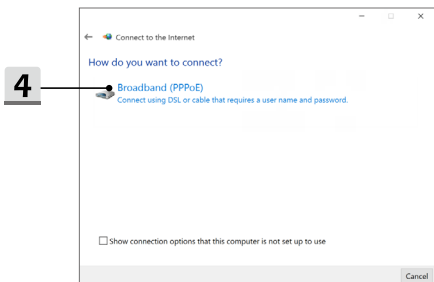 Connect to the Internet
How do you want to connect?
4
Broadband (PPPoE)
Connect using DSL or cable that requires a user name and password.
Show connection options that this computer is not set up to use
Cancel